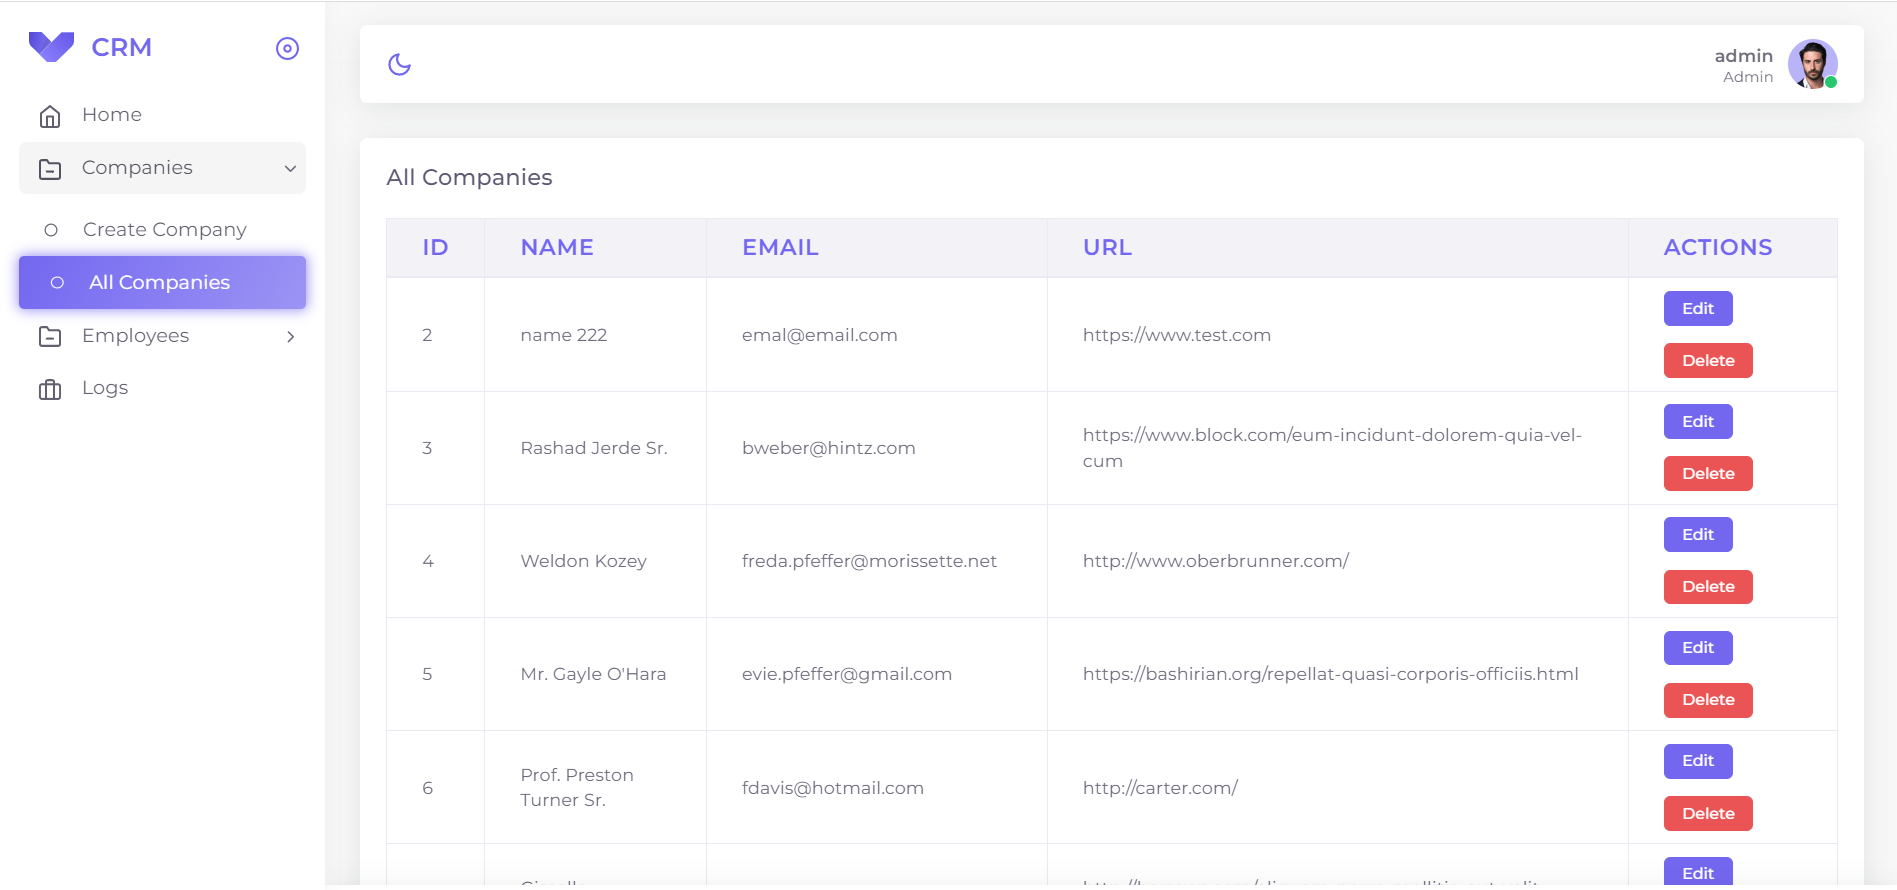 CRM
Home
Companies
Create Company
All Companies
Employees
Logs
admin
Admin
All Companies
ID NAME EMAIL URL ACTIONS
2 name 222 emal@email.com https://www.test.com Edit
Delete
3 Rashad Jerde Sr. bweber@hintz.com https://www.block.com/eum-incidunt-dolorem-quia-vel-
cum
Edit
Delete
4 Weldon Kozey freda.pfeffer@morissette.net http://www.oberbrunner.com/ Edit
Delete
5 Mr. Gayle O'Hara evie.pfeffer@gmail.com https://bashirian.org/repellat-quasi-corporis-officiis.html Edit
Delete
6 Prof. Preston
Turner Sr.
fdavis@hotmail.com http://carter.com/ Edit
Delete
Edit